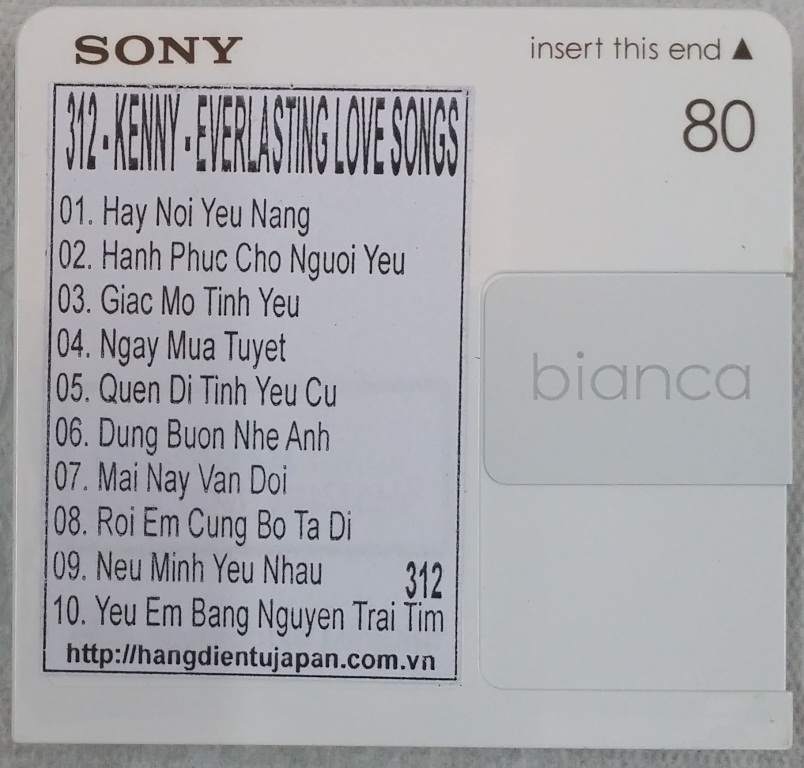 SONY
insert this end ▲
80
bianca
312 - KENNY - EVERLASTING LOVE SONGS
01. Hay Noi Yeu Nang
02. Hanh Phuc Cho Nguoi Yeu
03. Giac Mo Tinh Yeu
04. Ngay Mua Tuyet
05. Quen Di Tinh Yeu Cu
06. Dung Buon Nhe Anh
07. Mai Nay Van Doi
08. Roi Em Cung Bo Ta Di
09. Neu Minh Yeu Nhau
312
10. Yeu Em Bang Nguyen Trai Tim
http://hangdientujapan.com.vn